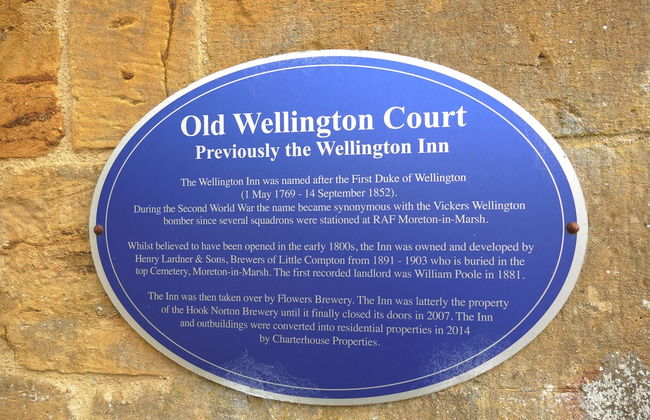 Old Wellington Court
Previously the Wellington Inn
The Wellington Inn was named after the First Duke of Wellington
(1 May 1769 - 14 September 1852).
During the Second World War the name became synonymous with the Vickers Wellington
bomber since several squadrons were stationed at RAF Moreton-in-Marsh.
Whilst believed to have been opened in the early 1800s, the Inn was owned and developed by
Henry Lardner & Sons, Brewers of Little Compton from 1891 - 1903 who is buried in the
top Cemetery, Moreton-in-Marsh. The first recorded landlord was William Poole in 1881.
The Inn was then taken over by Flowers Brewery. The Inn was latterly the property
of the Hook Norton Brewery until it finally closed its doors in 2007. The Inn
and outbuildings were converted into residential properties in 2014
by Charterhouse Properties.